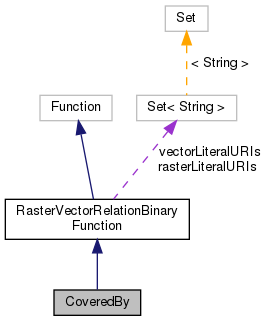 Set
< String >
Function
Set< String >
vectorLiteralURIs
rasterLiteralURIs
RasterVectorRelationBinary
Function
CoveredBy